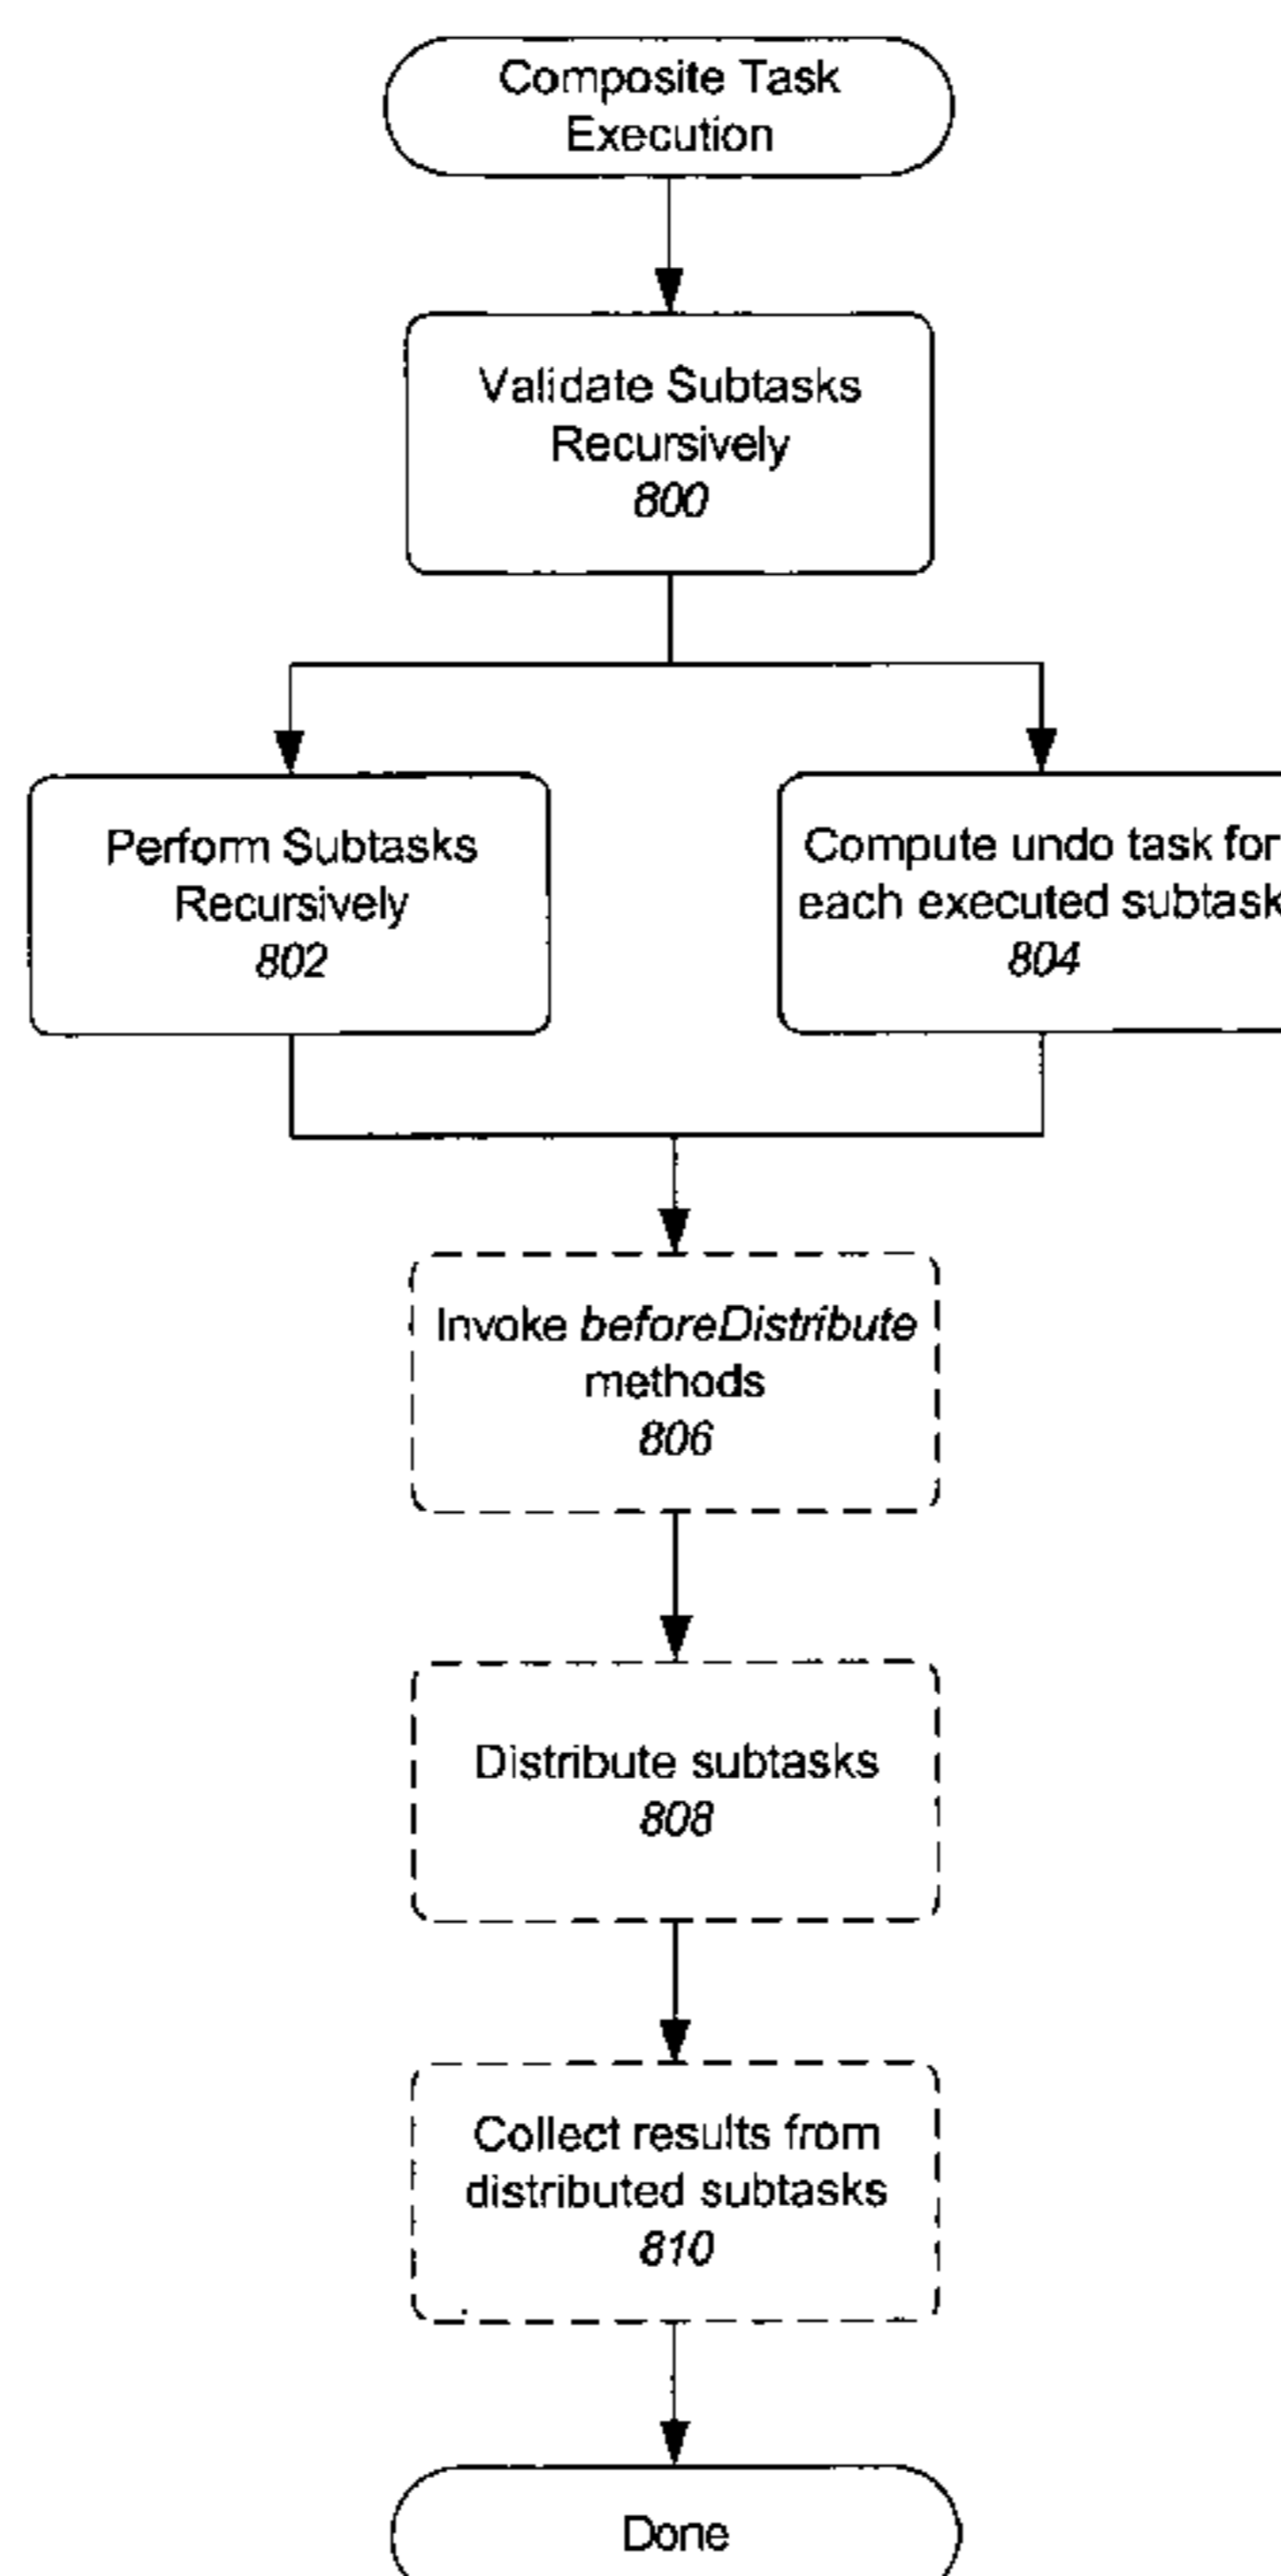 Composite Task
Execution
Validate Subtasks
Recursively
800
Perform Subtasks
Recursively
802
Compute undo task for
each executed subtask
804
Invoke beforeDistribute
methods
806
Distribute subtasks
808
Collect results from
distributed subtasks
810
Done